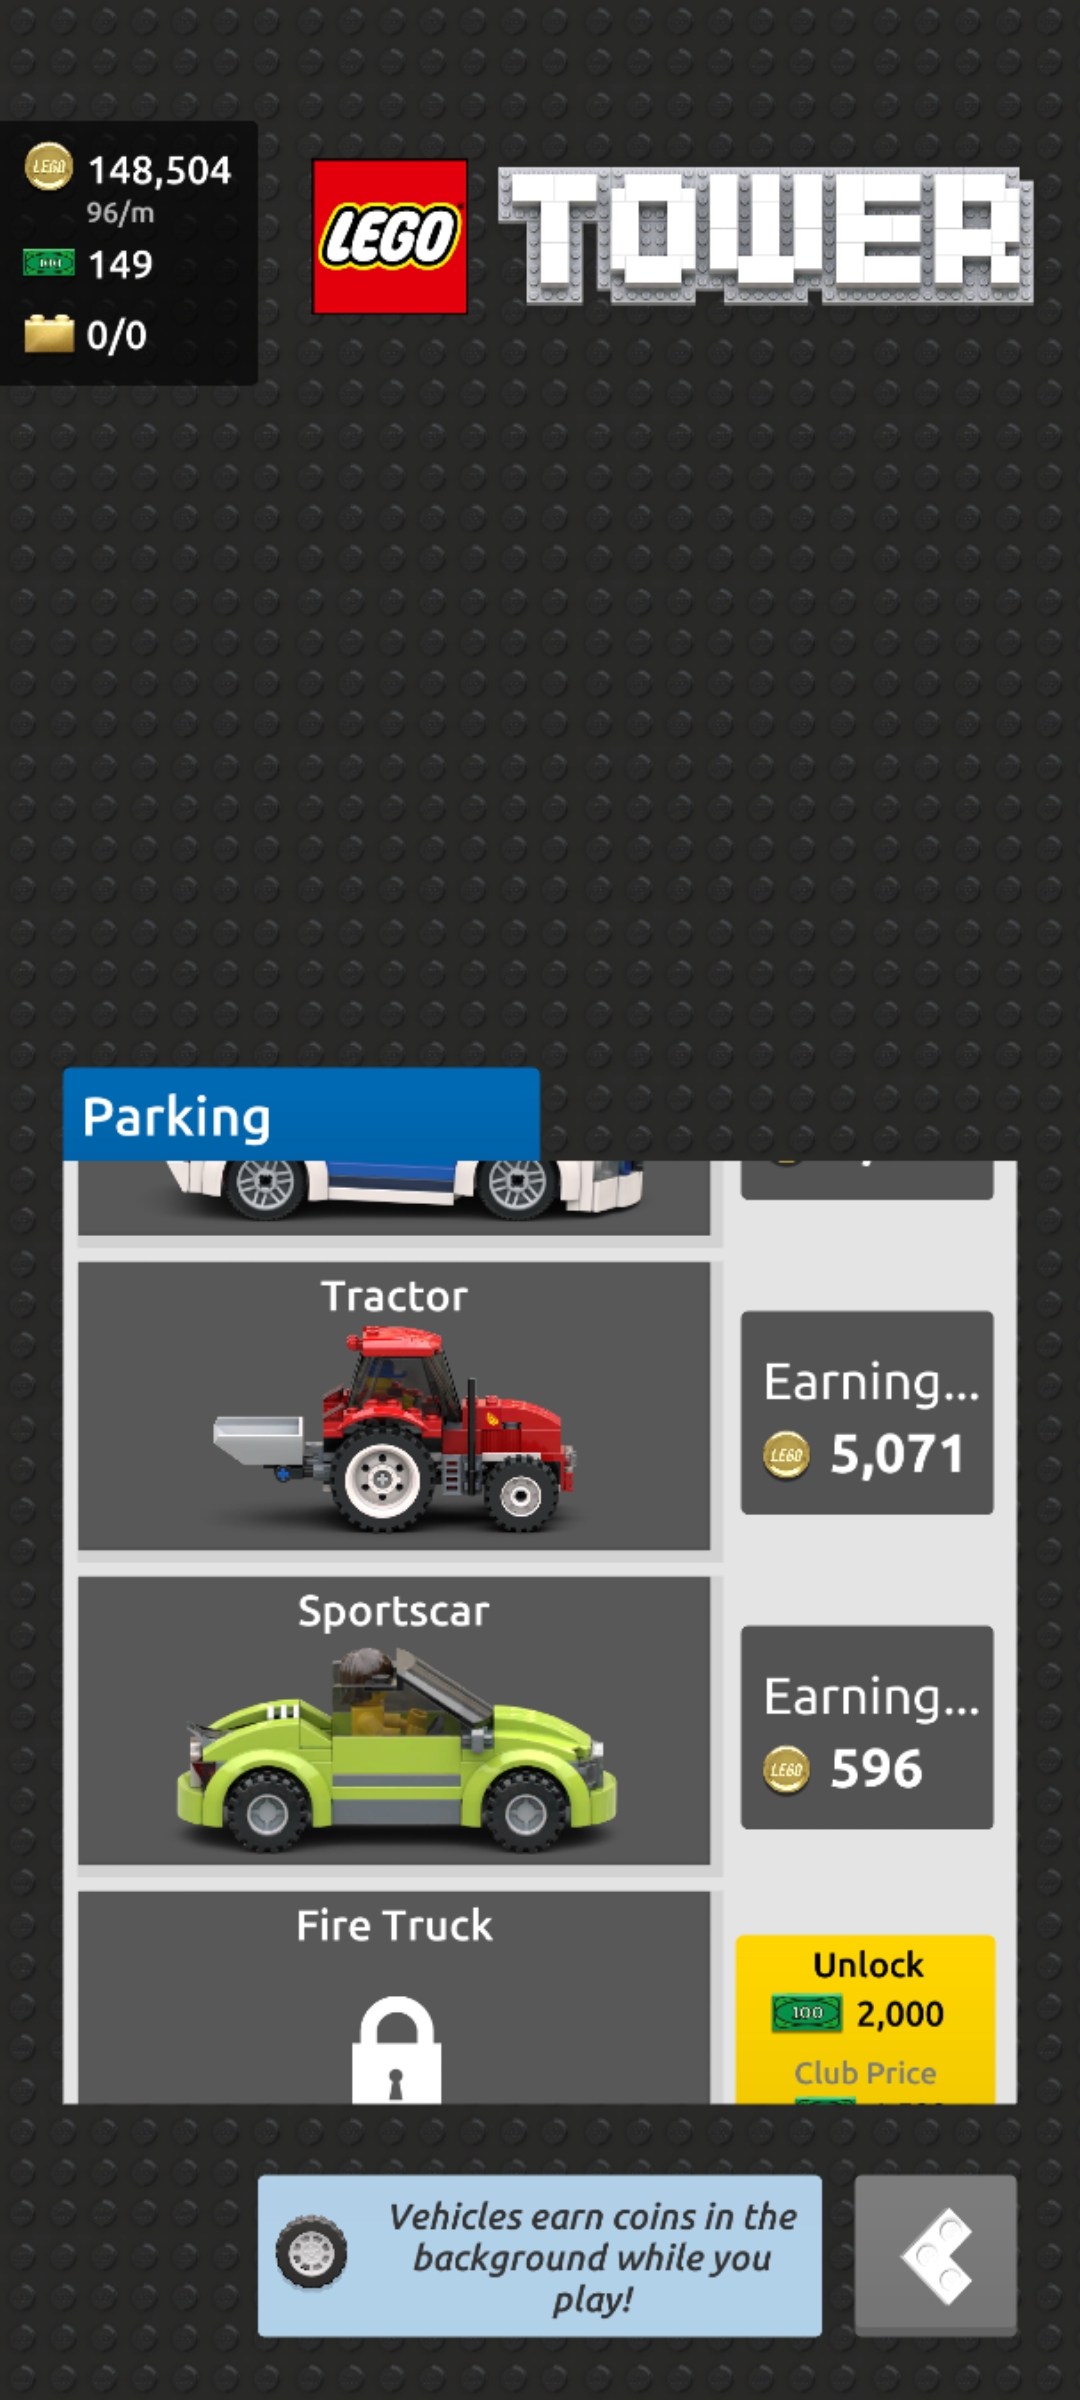 148,504
96/m
149
0/0
LEGO
TOWER
Parking
Tractor
Earning...
5,071
Sportscar
Earning...
596
Fire Truck
Unlock
100
2,000
Club Price
Vehicles earn coins in the
background while you
play!